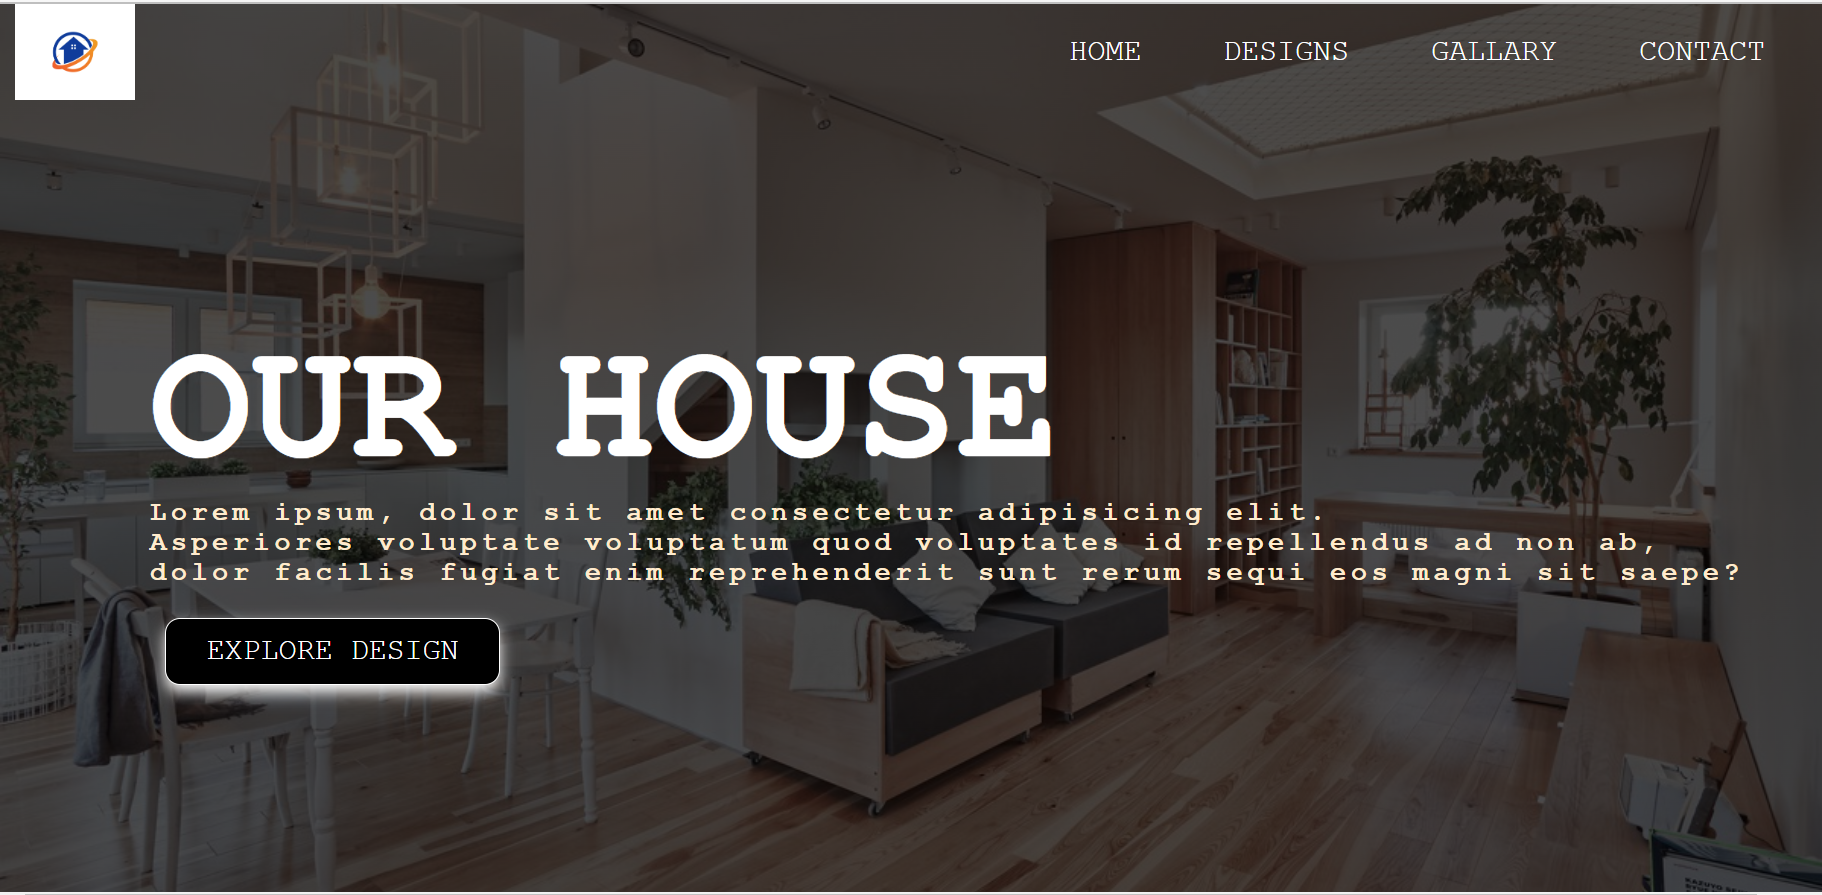 HOME DESIGNS GALLARY CONTACT
OUR HOUSE
Lorem ipsum, dolor sit amet consectetur adipisicing elit.
Asperiores voluptate voluptatum quod voluptates id repellendus ad non ab,
dolor facilis fugiat enim reprehenderit sunt rerum sequi eos magni sit saepe?
EXPLORE DESIGN